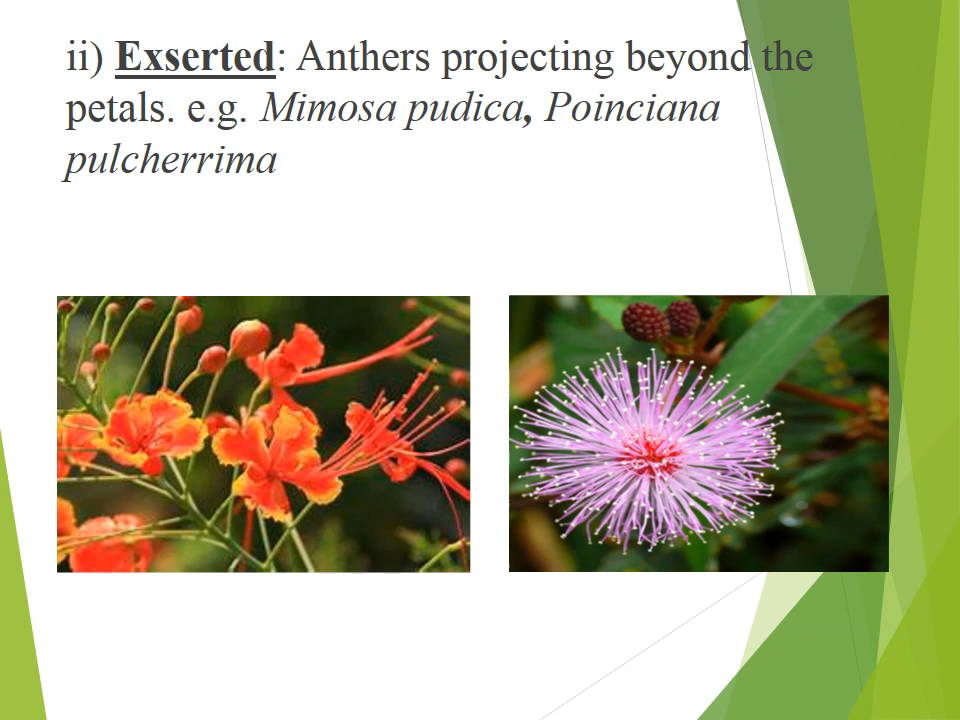 ii) Exserted: Anthers projecting beyond the
petals. e.g. Mimosa pudica, Poinciana
pulcherrima